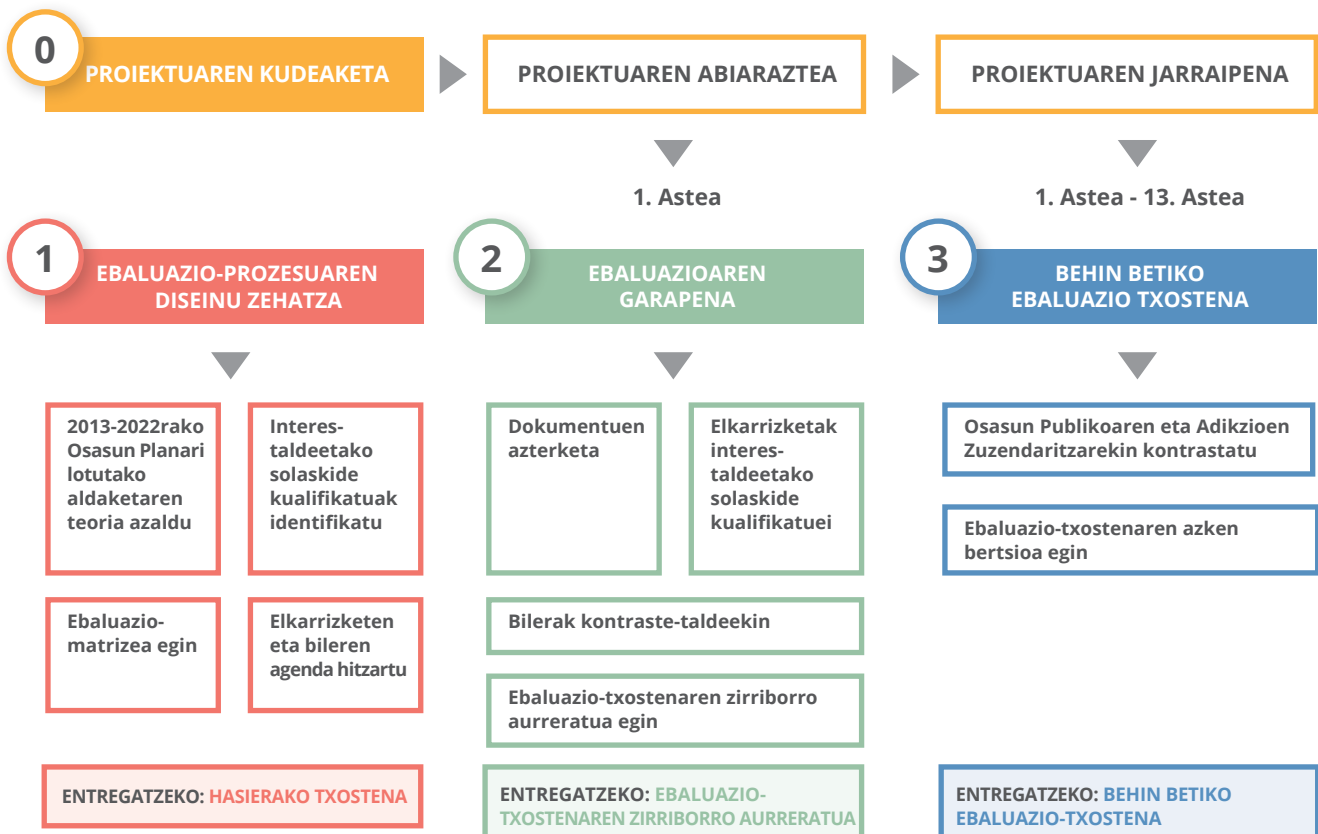 0
PROIEKTUAREN KUDEAKETA
PROIEKTUAREN ABIARAZTEA
PROIEKTUAREN JARRAIPENA
1. Astea
1. Astea - 13. Astea
1
EBALUAZIO-PROZESUAREN
DISEINU ZEHATZA
2
EBALUAZIOAREN
GARAPENA
3
BEHIN BETIKO
EBALUAZIO TXOSTENA
2013-2022rako
Osasun Planari
lotutako
aldaketaren
teoria azaldu
Interes-
taldeetako
solaskide
kualifikatuak
identifikatu
Ebaluazio-
matrizea egin
Elkarrizketen
eta bileren
agenda hitzartu
ENTREGATZEKO: HASIERAKO TXOSTENA
Dokumentuen
azterketa
Elkarrizketak
interes-
taldeetako
solaskide
kualifikatuei
Bilerak kontraste-taldeekin
Ebaluazio-txostenaren zirriborro
aurreratua egin
ENTREGATZEKO: EBALUAZIO-
TXOSTENAREN ZIRRIBORRO AURRERATUA
Osasun Publikoaren eta Adikzioen
Zuzendaritzarekin kontrastatu
Ebaluazio-txostenaren azken
bertsioa egin
ENTREGATZEKO: BEHIN BETIKO
EBALUAZIO-TXOSTENA